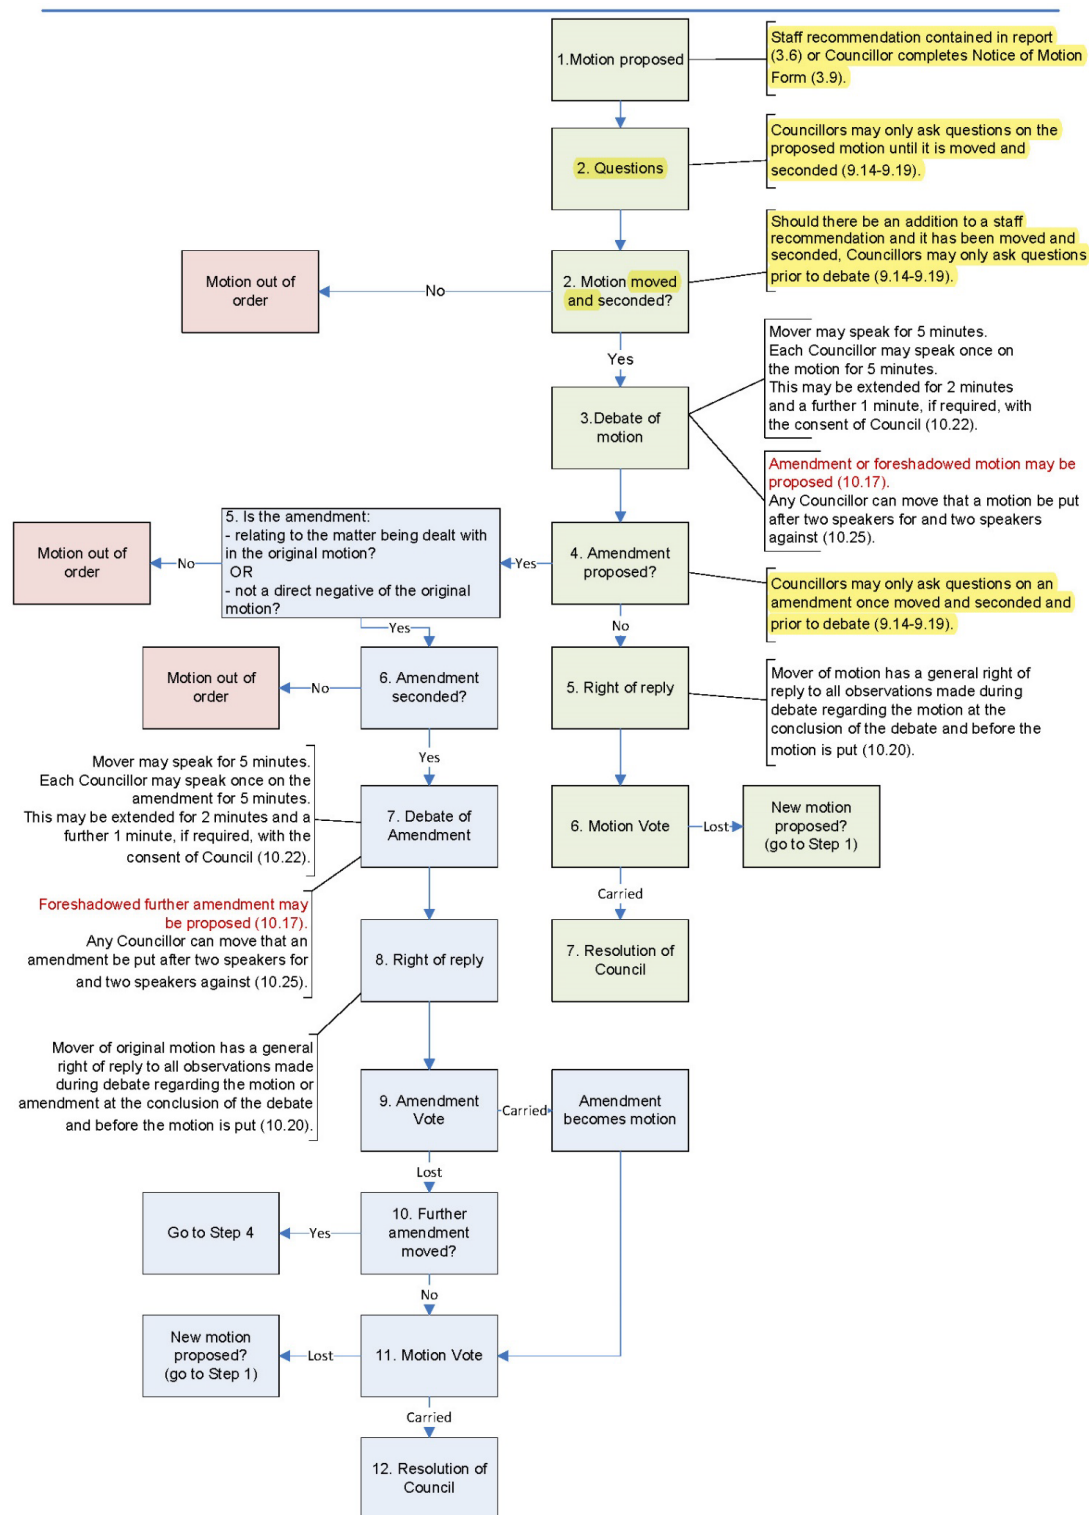 1.Motion proposed
Staff recommendation contained in report
(3.6) or Councillor completes Notice of Motion
Form (3.9).
2. Questions
Councillors may only ask questions on the
proposed motion until it is moved and
seconded (9.14-9.19).
Should there be an addition to a staff
recommendation and it has been moved and
seconded, Councillors may only ask questions
prior to debate (9.14-9.19).
2. Motion moved
and seconded?
No
Motion out of
order
Yes
3.Debate of
motion
Mover may speak for 5 minutes.
Each Councillor may speak once on
the motion for 5 minutes.
This may be extended for 2 minutes
and a further 1 minute, if required, with
the consent of Council (10.22).
Amendment or foreshadowed motion may be
proposed (10.17).
Any Councillor can move that a motion be put
after two speakers for and two speakers
against (10.25).
4. Amendment
proposed?
Councillors may only ask questions on an
amendment once moved and seconded and
prior to debate (9.14-9.19).
Yes
5. Is the amendment:
- relating to the matter being dealt with
in the original motion?
OR
- not a direct negative of the original
motion?
No
Motion out of
order
No
5. Right of reply
Mover of motion has a general right of
reply to all observations made during
debate regarding the motion at the
conclusion of the debate and before the
motion is put (10.20).
Yes
6. Amendment
seconded?
No
Motion out of
order
Yes
7. Debate of
Amendment
Mover may speak for 5 minutes.
Each Councillor may speak once on the
amendment for 5 minutes.
This may be extended for 2 minutes and a
further 1 minute, if required, with the
consent of Council (10.22).
Foreshadowed further amendment may
be proposed (10.17).
Any Councillor can move that an
amendment be put after two speakers for
and two speakers against (10.25).
6. Motion Vote
Lost
New motion
proposed?
(go to Step 1)
Carried
7. Resolution of
Council
8. Right of reply
Mover of original motion has a general
right of reply to all observations made
during debate regarding the motion or
amendment at the conclusion of the debate
and before the motion is put (10.20).
9. Amendment
Vote
Carried
Amendment
becomes motion
Lost
10. Further
amendment
moved?
Yes
Go to Step 4
No
11. Motion Vote
Lost
New motion
proposed?
(go to Step 1)
Carried
12. Resolution of
Council